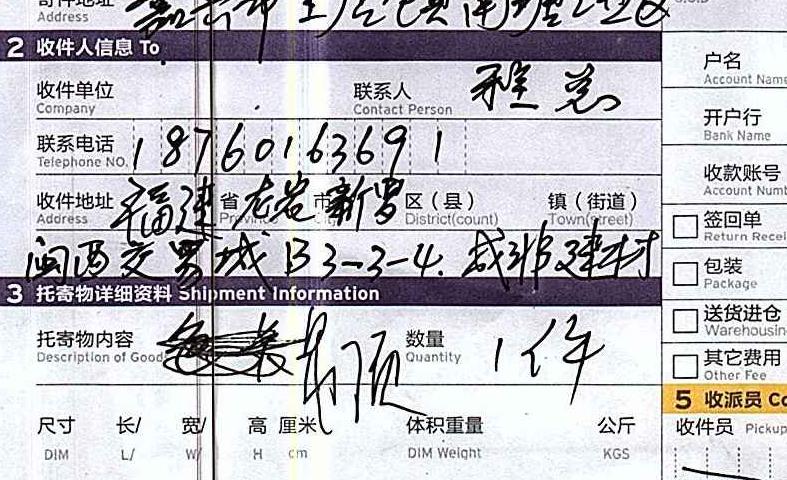 寄件地址
Address
2 收件人信息 To
收件单位
Company
联系人 总
Contact Person
联系电话 18760163691
Telephone NO.
收件地址 福建省龙岩市新罗区（县） 镇（街道）
Address Province City District(count) Town(street)
闽西交易城B3-3-4.成非建材
3 托寄物详细资料 Shipment Information
托寄物内容 数量 1件
Description of Goods Quantity
尺寸 长/ 宽/ 高 厘米 体积重量 公斤
DIM L/ W/ H cm DIM Weight KGS
户名
Account Name
开户行
Bank Name
收款账号
Account Numb
签回单
Return Recei
包装
Package
送货进仓
Warehousin
其它费用
Other Fee
5 收派员 Co
收件员 Pickup